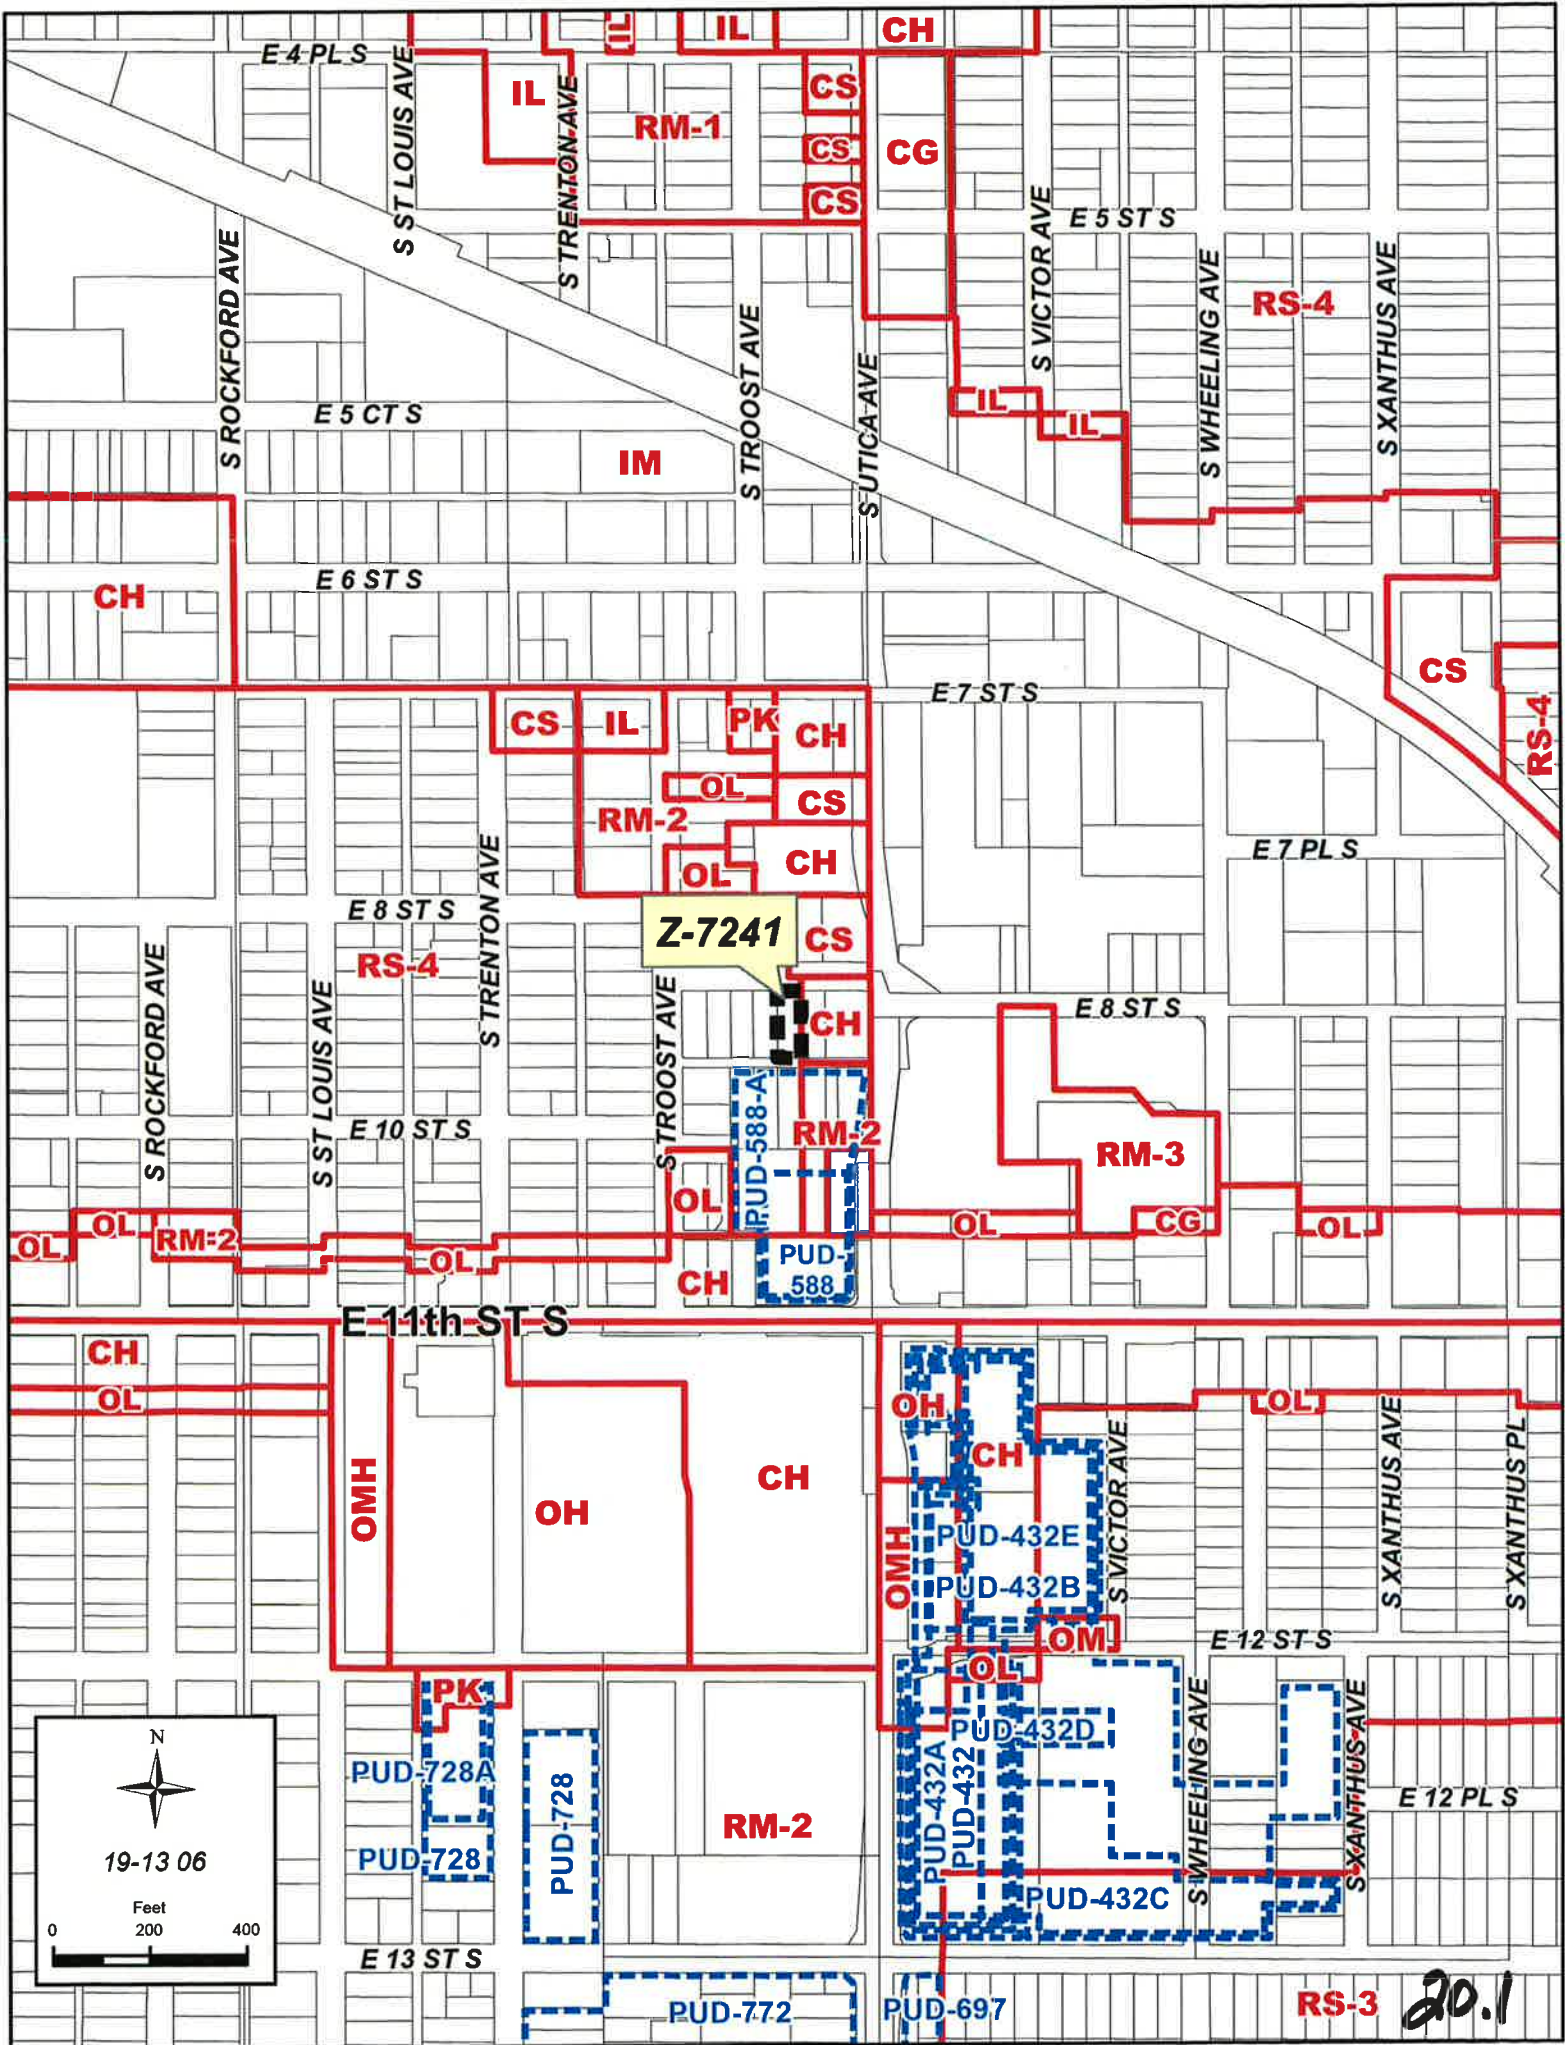 IL
IL
CH
E 4 PL S
S ST LOUIS AVE
IL
S TRENTON AVE
RM-1
CS
CS
CG
CS
S VICTOR AVE
E 5 ST S
S ROCKFORD AVE
S WHEELING AVE
S XANTHUS AVE
RS-4
S TROOST AVE
S UTICA AVE
E 5 CT S
IL
IL
IM
E 6 ST S
CH
CS
E 7 ST S
CS
IL
PK
CH
RS-4
OL
CS
RM-2
E 7 PL S
CH
OL
S TRENTON AVE
E 8 ST S
Z-7241
CS
RS-4
S ROCKFORD AVE
S ST LOUIS AVE
S TROOST AVE
CH
E 8 ST S
PUD-588-A
E 10 ST S
RM-2
RM-3
OL
OL
OL
RM-2
OL
CG
OL
OL
CH
PUD-
588
E 11th ST S
CH
OL
OH
OL
OMH
OH
CH
CH
S VICTOR AVE
S XANTHUS AVE
S XANTHUS PL
OMH
PUD-432E
PUD-432B
OM
E 12 ST S
OL
PK
PUD-432D
S WHEELING AVE
S XANTHUS AVE
N
PUD-728A
PUD-728
PUD-432A
PUD-432
E 12 PL S
RM-2
19-13 06
PUD-728
PUD-432C
Feet
0 200 400
E 13 ST S
PUD-772
PUD-697
RS-3
20.1